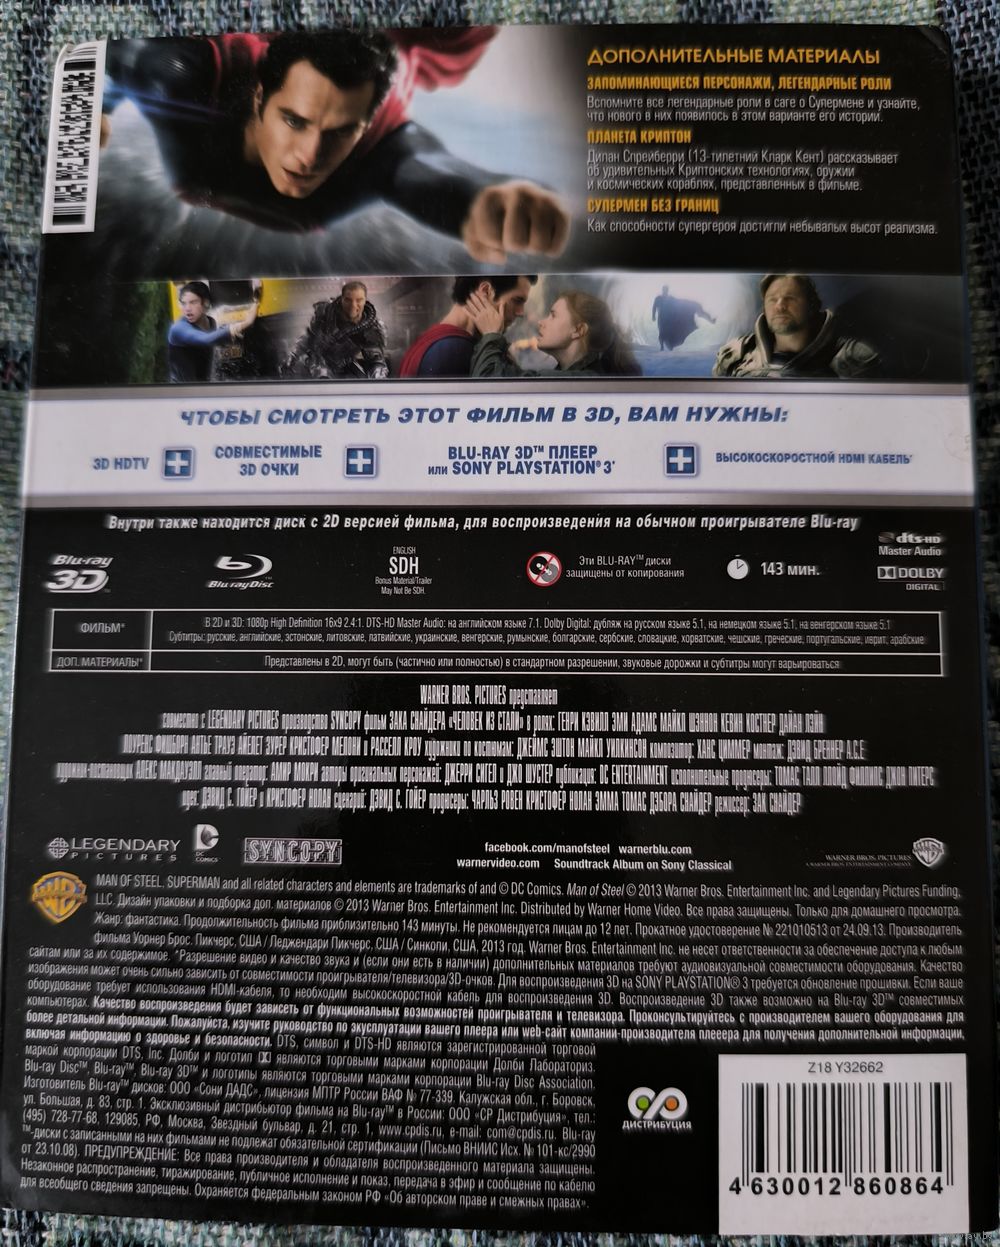 ДОПОЛНИТЕЛЬНЫЕ МАТЕРИАЛЫ
ЗАПОМИНАЮЩИЕСЯ ПЕРСОНАЖИ, ЛЕГЕНДАРНЫЕ РОЛИ
Вспомните все легендарные роли в саге о Супермене и узнайте,
что нового в них появилось в этом варианте его истории.
ПЛАНЕТА КРИПТОН
Дилан Спрейберри (13-тилетний Кларк Кент) рассказывает
об удивительных Криптонских технологиях, оружии
и космических кораблях, представленных в фильме.
СУПЕРМЕН БЕЗ ГРАНИЦ
Как способности супергероя достигли небывалых высот реализма.
ЧТОБЫ СМОТРЕТЬ ЭТОТ ФИЛЬМ В 3D, ВАМ НУЖНЫ:
3D HDTV
СОВМЕСТИМЫЕ
3D ОЧКИ
BLU-RAY 3D™ ПЛЕЕР
или SONY PLAYSTATION®3*
ВЫСОКОСКОРОСТНОЙ HDMI КАБЕЛЬ*
Внутри также находится диск с 2D версией фильма, для воспроизведения на обычном проигрывателе Blu-ray
Blu-ray
3D™
Blu-ray Disc™
ENGLISH
SDH
Bonus Material/Trailer
May Not Be SDH.
Эти BLU-RAY™ диски
защищены от копирования
143 мин.
dts-HD
Master Audio
DOLBY
DIGITAL
ФИЛЬМ*
В 2D и 3D: 1080p High Definition 16x9 2.4:1. DTS-HD Master Audio: на английском языке 7.1. Dolby Digital: дубляж на русском языке 5.1, на немецком языке 5.1, на венгерском языке 5.1
Субтитры: русские, английские, эстонские, литовские, латвийские, украинские, венгерские, румынские, болгарские, сербские, словацкие, хорватские, чешские, греческие, португальские, иврит, арабские
ДОП. МАТЕРИАЛЫ*
Представлены в 2D, могут быть (частично или полностью) в стандартном разрешении, звуковые дорожки и субтитры могут варьироваться
WARNER BROS. PICTURES представляет
совместно с LEGENDARY PICTURES производство SYNCOPY фильм ЗАКА СНАЙДЕРА «ЧЕЛОВЕК ИЗ СТАЛИ» в ролях: ГЕНРИ КЭВИЛЛ ЭМИ АДАМС МАЙКЛ ШЭННОН КЕВИН КОСТНЕР ДАЙАН ЛЭЙН
ЛОУРЕНС ФИШБАРН АНТЬЕ ТРАУЭ АЙЕЛЕТ ЗУРЕР КРИСТОФЕР МЕЛОНИ и РАССЕЛЛ КРОУ художники по костюмам: ДЖЕЙМС ЭШТОН МАЙКЛ УИЛКИНСОН композитор: ХАНС ЦИММЕР монтаж: ДЭВИД БРЕННЕР A.C.E.
художник-постановщик АЛЕКС МАКДАУЭЛЛ главный оператор: АМИР МОКРИ авторы оригинальных персонажей: ДЖЕРРИ СИГЕЛ и ДЖО ШУСТЕР публикация: DC ENTERTAINMENT исполнительные продюсеры: ТОМАС ТАЛЛ ЛЛОЙД ФИЛЛИПС ДЖОН ПИТЕРС
идея: ДЭВИД С. ГОЙЕР и КРИСТОФЕР НОЛАН сценарий: ДЭВИД С. ГОЙЕР продюсеры: ЧАРЛЬЗ РОВЕН КРИСТОФЕР НОЛАН ЭММА ТОМАС ДЭБОРА СНАЙДЕР режиссер: ЗАК СНАЙДЕР
LEGENDARY
PICTURES
DC
COMICS
SYNCOPY
facebook.com/manofsteel warnerblu.com
warnervideo.com Soundtrack Album on Sony Classical
WARNER BROS. PICTURES
A WARNER BROS. ENTERTAINMENT COMPANY
MAN OF STEEL, SUPERMAN and all related characters and elements are trademarks of and © DC Comics. Man of Steel © 2013 Warner Bros. Entertainment Inc. and Legendary Pictures Funding,
LLC. Дизайн упаковки и подборка доп. материалов © 2013 Warner Bros. Entertainment Inc. Distributed by Warner Home Video. Все права защищены. Только для домашнего просмотра.
Жанр: фантастика. Продолжительность фильма приблизительно 143 минуты. Не рекомендуется лицам до 12 лет. Прокатное удостоверение № 221010513 от 24.09.13. Производитель
фильма Уорнер Брос. Пикчерс, США / Леджендари Пикчерс, США / Синкопи, США, 2013 год. Warner Bros. Entertainment Inc. не несет ответственности за обеспечение доступа к любым
сайтам или за их содержимое. *Разрешение видео и качество звука и (если они есть в наличии) дополнительных материалов требуют аудиовизуальной совместимости оборудования. Качество
изображения может очень сильно зависит от совместимости проигрывателя/телевизора/3D-очков. Для воспроизведения 3D на SONY PLAYSTATION®3 требуется обновление прошивки. Если ваше
оборудование требует использования HDMI-кабеля, то необходим высокоскоростной кабель для воспроизведения 3D. Воспроизведение 3D также возможно на Blu-ray 3D™ совместимых
компьютерах. Качество воспроизведения будет зависеть от функциональных возможностей проигрывателя и телевизора. Проконсультируйтесь с производителем вашего оборудования для
более детальной информации. Пожалуйста, изучите руководство по эксплуатации вашего плеера или web-сайт компании-производителя плееера для получения дополнительной информации,
включая информацию о здоровье и безопасности. DTS, символ и DTS-HD являются зарегистрированной торговой
маркой корпорации DTS, Inc. Долби и логотип являются торговыми марками корпорации Долби Лабораториз.
Blu-ray Disc™, Blu-ray™, Blu-ray 3D™ и логотипы являются торговыми марками корпорации Blu-ray Disc Association.
Изготовитель Blu-ray™ дисков: ООО «Сони ДАДС», лицензия МПТР России ВАФ № 77-339. Калужская обл., г. Боровск,
ул. Большая, д. 83, стр. 1. Эксклюзивный дистрибьютор фильма на Blu-ray™ в России: ООО «СР Дистрибуция», тел.:
(495) 728-77-68, 129085, РФ, Москва, Звездный бульвар, д. 21, стр. 1, www.cpdis.ru, e-mail: com@cpdis.ru. Blu-ray
™-диски с записанными на них фильмами не подлежат обязательной сертификации (Письмо ВНИИС Исх. № 101-кс/2990
от 23.10.08). ПРЕДУПРЕЖДЕНИЕ: Все права производителя и обладателя воспроизведенного материала защищены.
Незаконное распространение, тиражирование, публичное исполнение и показ, передача в эфир и сообщение по кабелю
для всеобщего сведения запрещены. Охраняется федеральным законом РФ «Об авторском праве и смежных правах».
ДИСТРИБУЦИЯ
Z18 Y32662
4 630012 860864